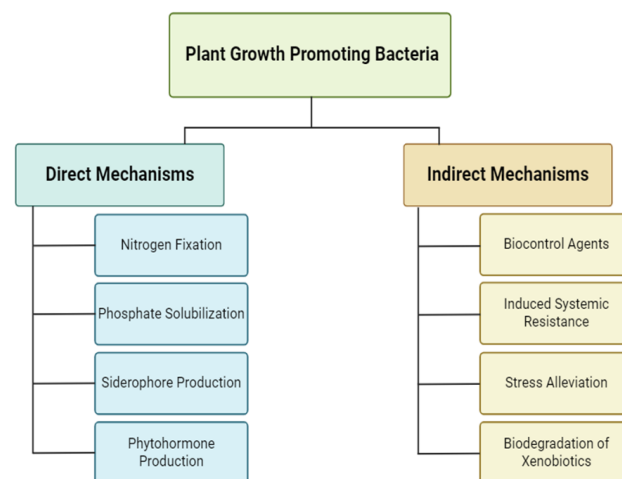 Plant Growth Promoting Bacteria
Direct Mechanisms
Nitrogen Fixation
Phosphate Solubilization
Siderophore Production
Phytohormone
Production
Indirect Mechanisms
Biocontrol Agents
Induced Systemic
Resistance
Stress Alleviation
Biodegradation of
Xenobiotics